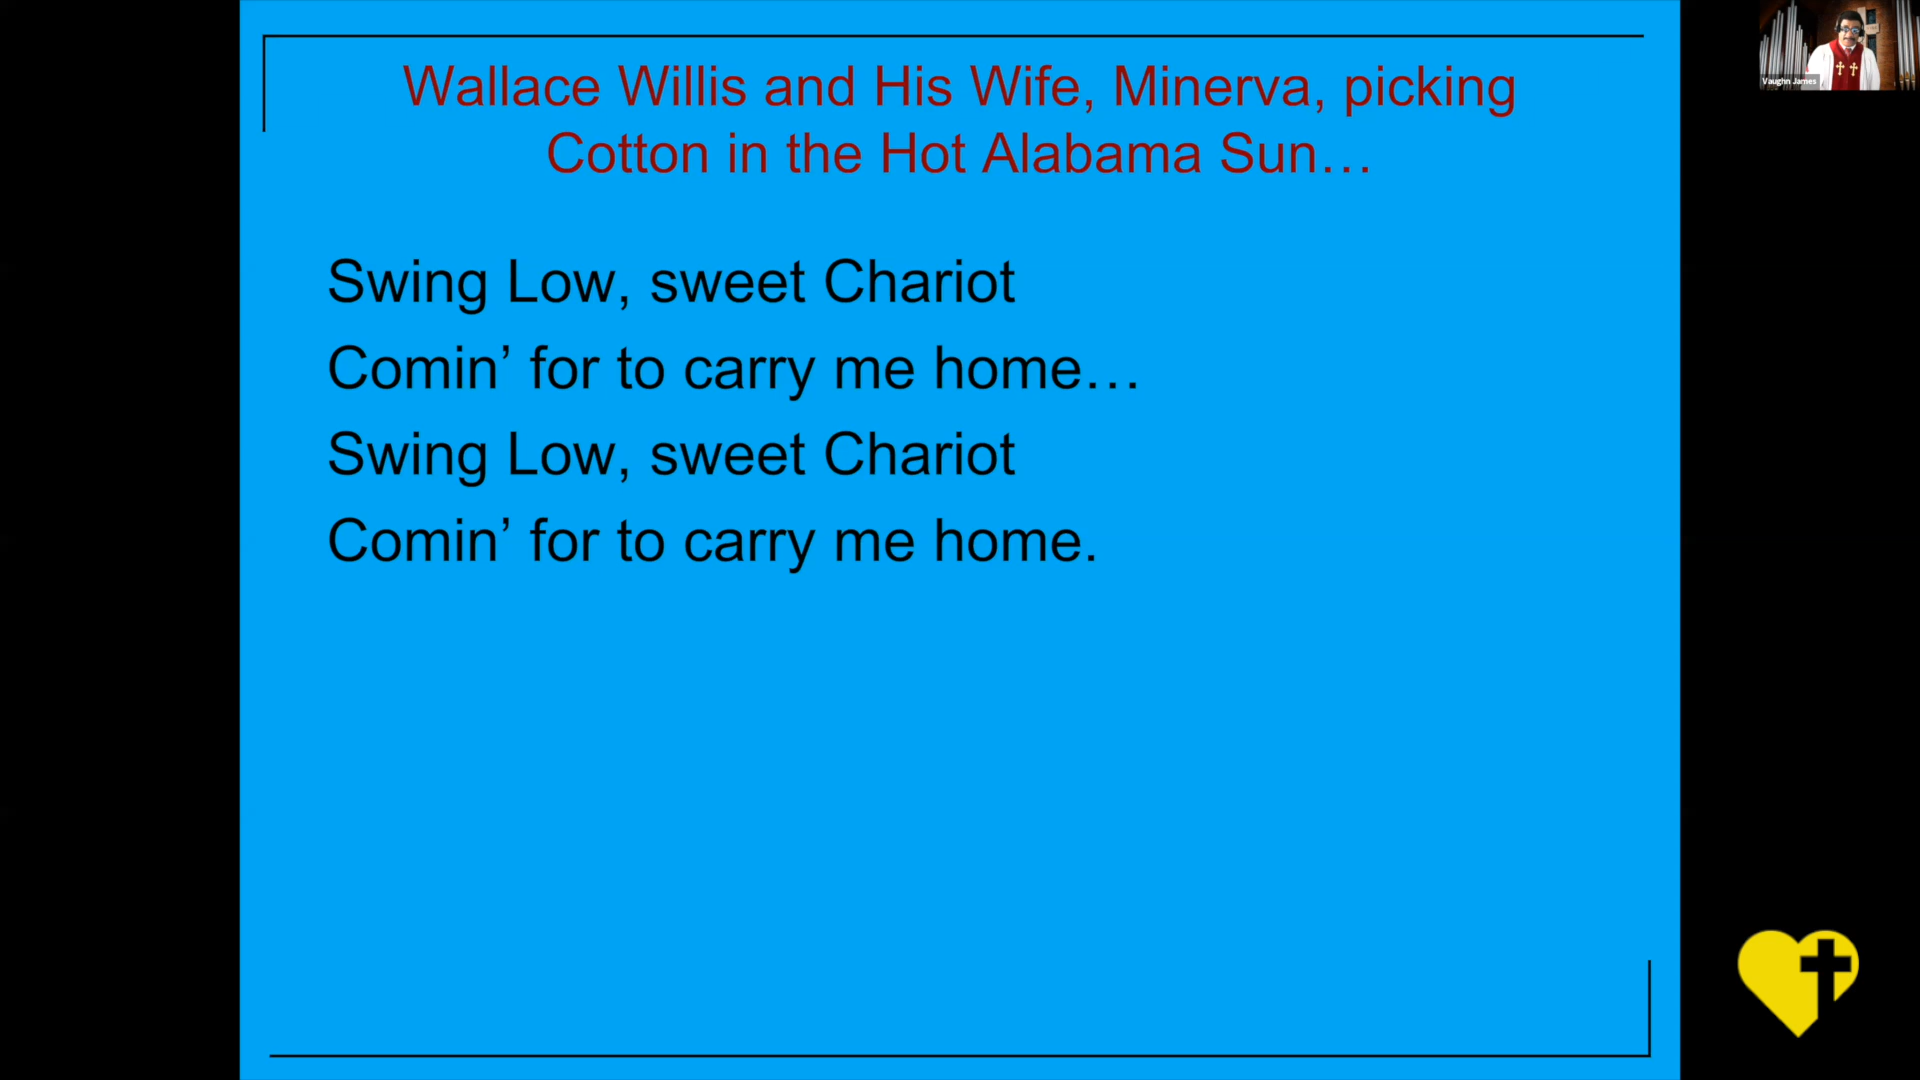 Wallace Willis and His Wife, Minerva, picking
Cotton in the Hot Alabama Sun…
Swing Low, sweet Chariot
Comin’ for to carry me home…
Swing Low, sweet Chariot
Comin’ for to carry me home.
Vaughn James